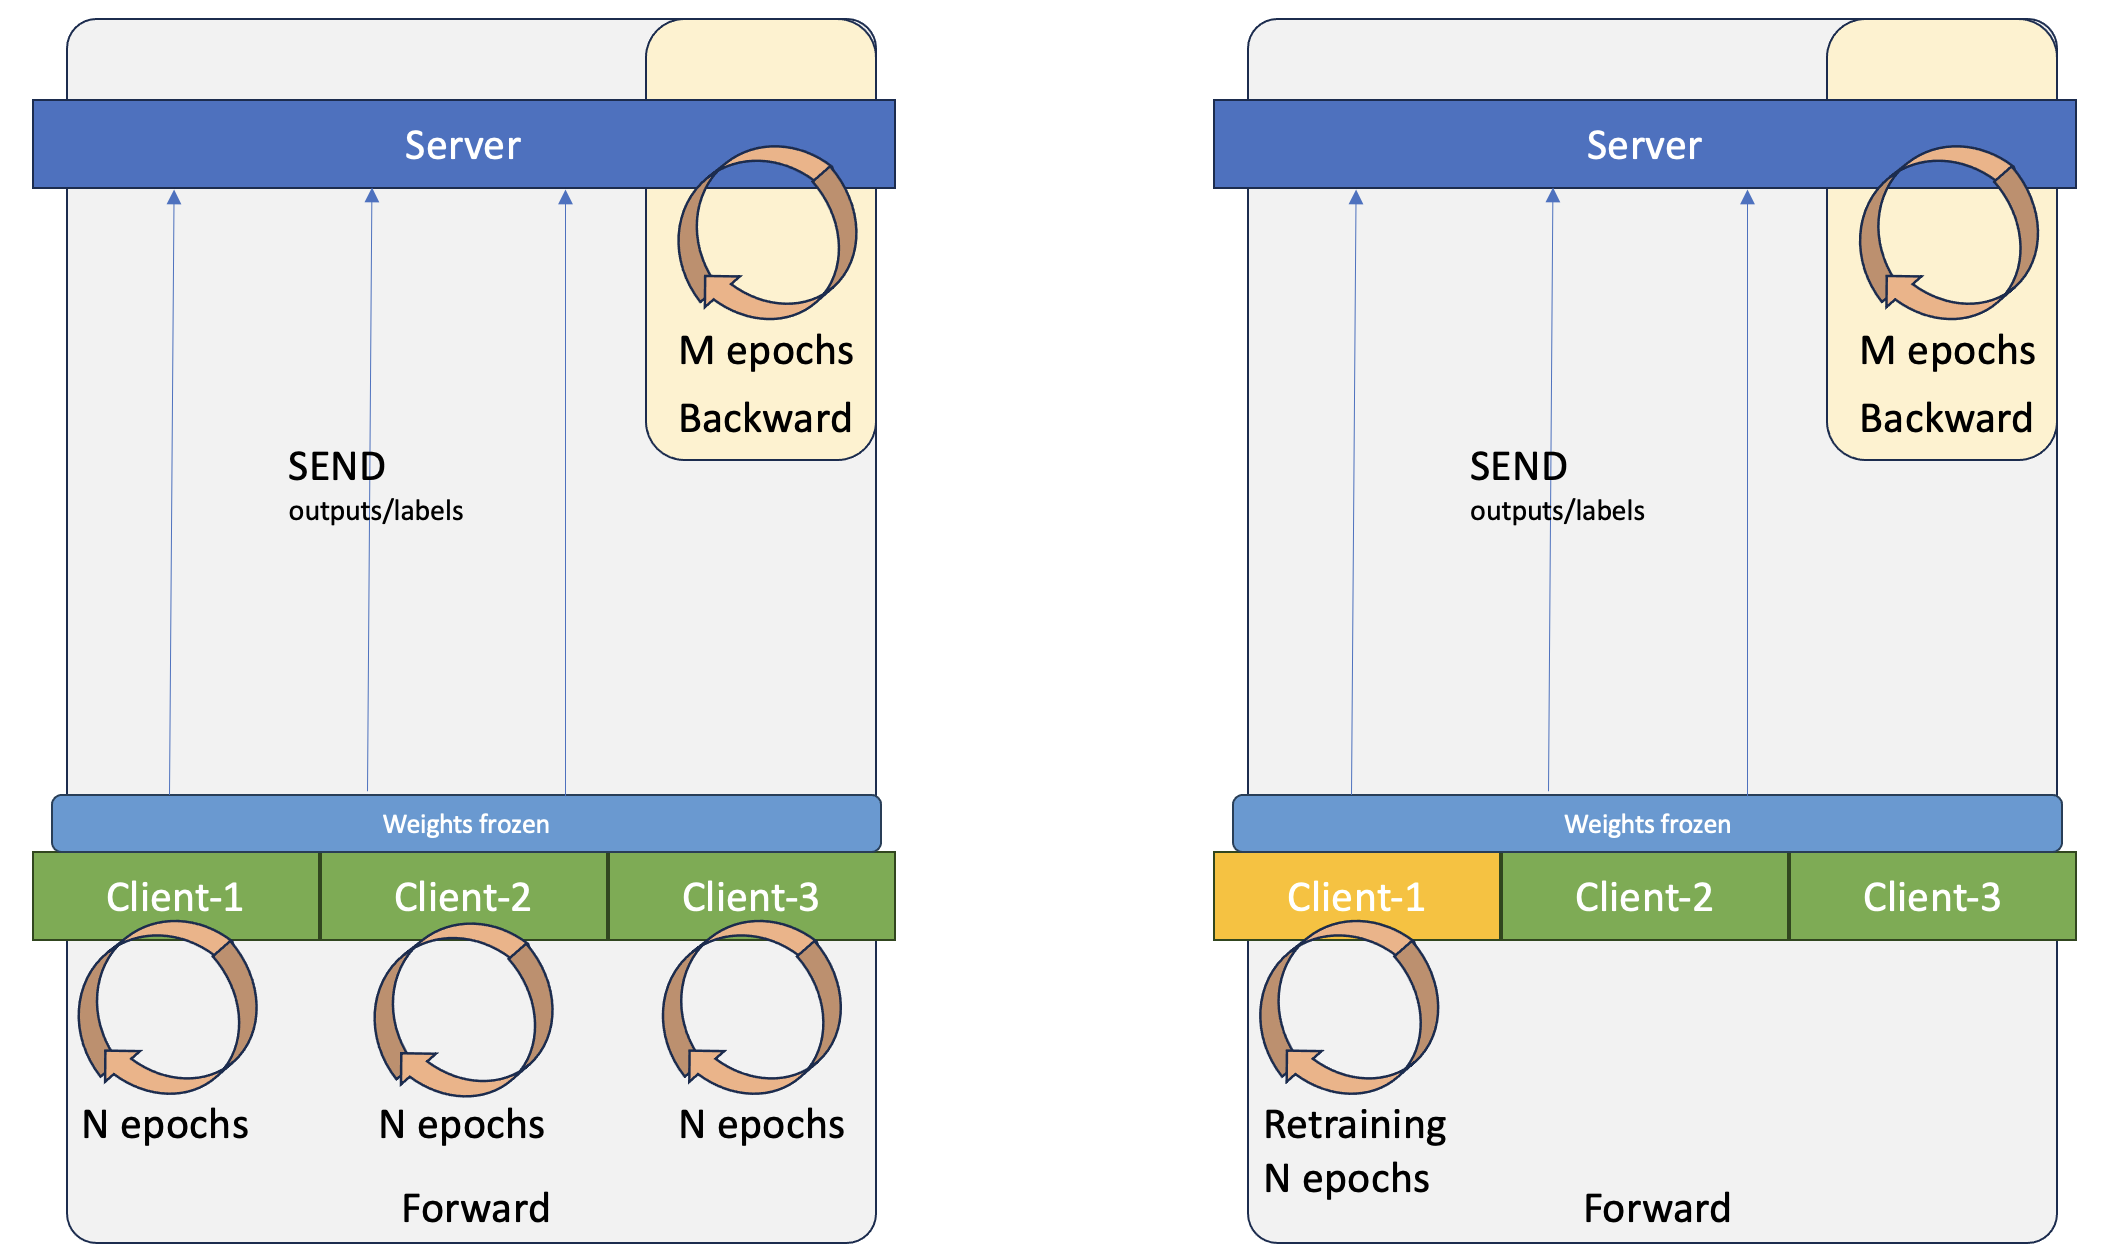 Server
M epochs
Backward
SEND
outputs/labels
Weights frozen
Client-1
Client-2
Client-3
N epochs
N epochs
N epochs
Forward
Server
M epochs
Backward
SEND
outputs/labels
Weights frozen
Client-1
Client-2
Client-3
Retraining
N epochs
Forward